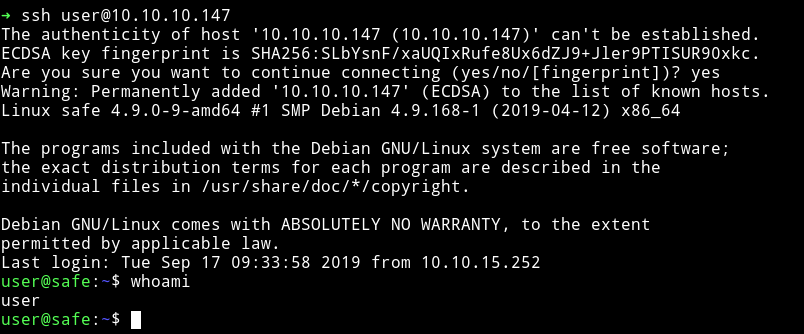 ➜ ssh user@10.10.10.147
The authenticity of host '10.10.10.147 (10.10.10.147)' can't be established.
ECDSA key fingerprint is SHA256:SLbYsnF/xaUQIxRufe8Ux6dZJ9+Jler9PTISUR90xkc.
Are you sure you want to continue connecting (yes/no/[fingerprint])? yes
Warning: Permanently added '10.10.10.147' (ECDSA) to the list of known hosts.
Linux safe 4.9.0-9-amd64 #1 SMP Debian 4.9.168-1 (2019-04-12) x86_64

The programs included with the Debian GNU/Linux system are free software;
the exact distribution terms for each program are described in the
individual files in /usr/share/doc/*/copyright.

Debian GNU/Linux comes with ABSOLUTELY NO WARRANTY, to the extent
permitted by applicable law.
Last login: Tue Sep 17 09:33:58 2019 from 10.10.15.252
user@safe:~$ whoami
user
user@safe:~$